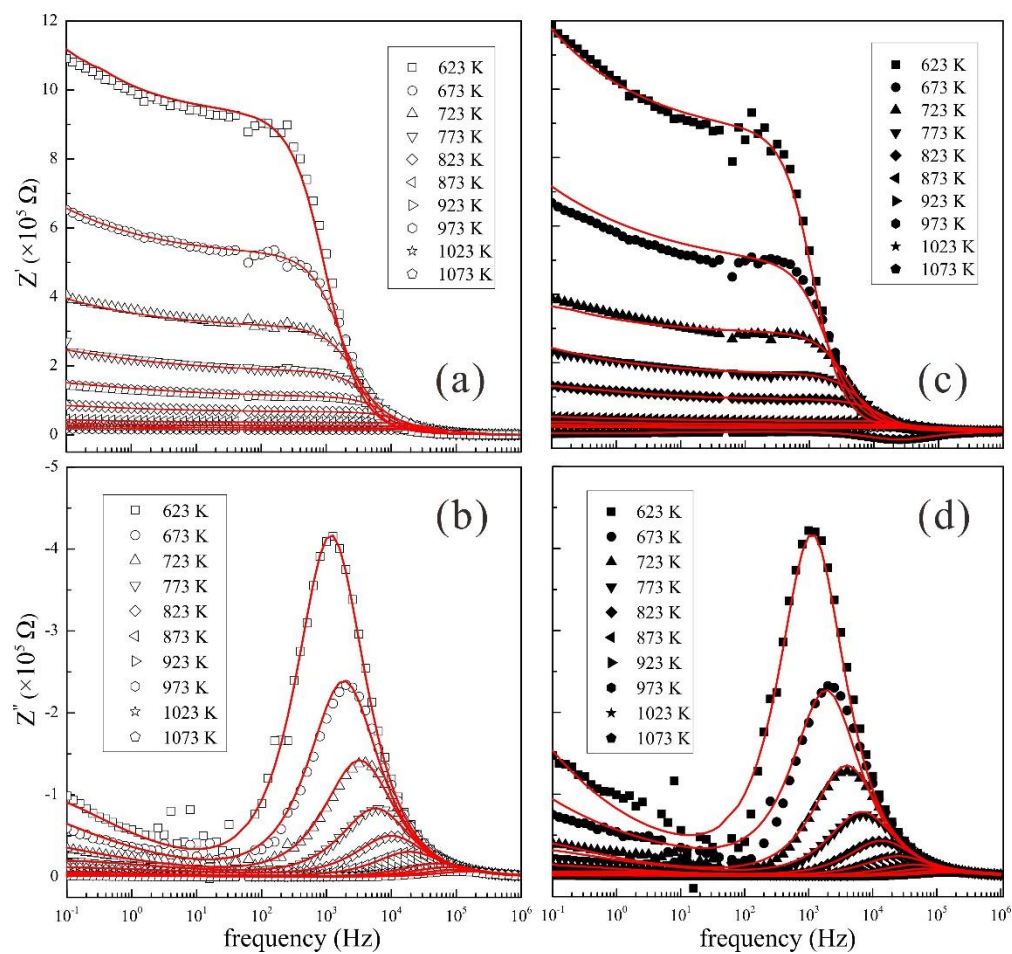 12
10
8
6
4
2
0
Z' (×10⁵ Ω)
623 K
673 K
723 K
773 K
823 K
873 K
923 K
973 K
1023 K
1073 K
(a)
623 K
673 K
723 K
773 K
823 K
873 K
923 K
973 K
1023 K
1073 K
(c)
-5
-4
-3
-2
-1
0
Z" (×10⁵ Ω)
623 K
673 K
723 K
773 K
823 K
873 K
923 K
973 K
1023 K
1073 K
(b)
10⁻¹ 10⁰ 10¹ 10² 10³ 10⁴ 10⁵ 10⁶
frequency (Hz)
623 K
673 K
723 K
773 K
823 K
873 K
923 K
973 K
1023 K
1073 K
(d)
10⁻¹ 10⁰ 10¹ 10² 10³ 10⁴ 10⁵ 10⁶
frequency (Hz)